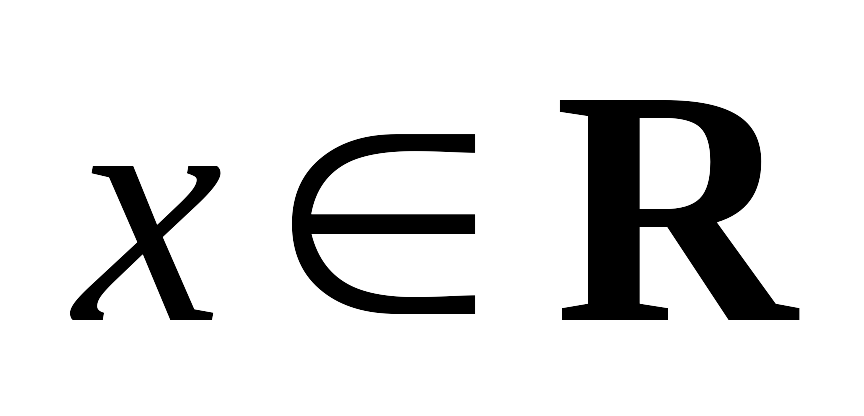 x ∈ R